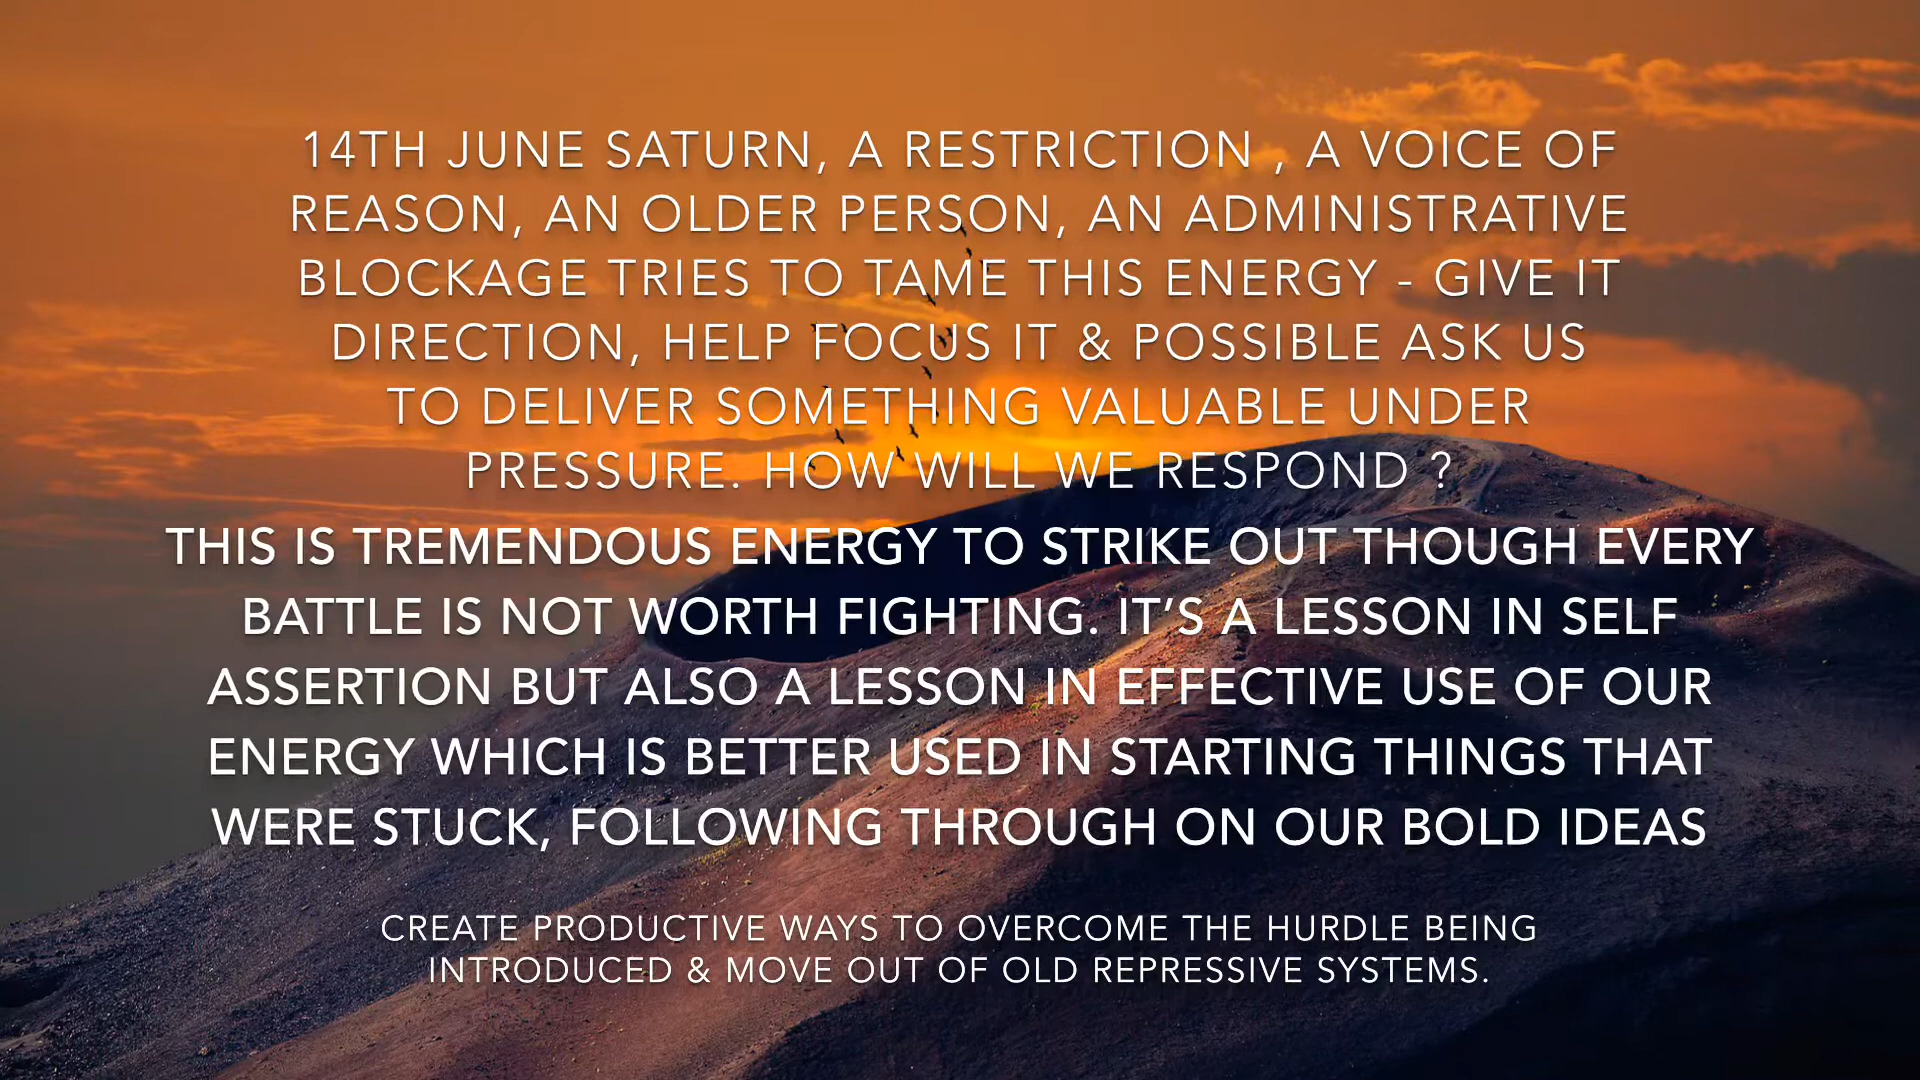 14TH JUNE SATURN, A RESTRICTION , A VOICE OF
REASON, AN OLDER PERSON, AN ADMINISTRATIVE
BLOCKAGE TRIES TO TAME THIS ENERGY - GIVE IT
DIRECTION, HELP FOCUS IT & POSSIBLE ASK US
TO DELIVER SOMETHING VALUABLE UNDER
PRESSURE. HOW WILL WE RESPOND ?
THIS IS TREMENDOUS ENERGY TO STRIKE OUT THOUGH EVERY
BATTLE IS NOT WORTH FIGHTING. IT’S A LESSON IN SELF
ASSERTION BUT ALSO A LESSON IN EFFECTIVE USE OF OUR
ENERGY WHICH IS BETTER USED IN STARTING THINGS THAT
WERE STUCK, FOLLOWING THROUGH ON OUR BOLD IDEAS
CREATE PRODUCTIVE WAYS TO OVERCOME THE HURDLE BEING
INTRODUCED & MOVE OUT OF OLD REPRESSIVE SYSTEMS.